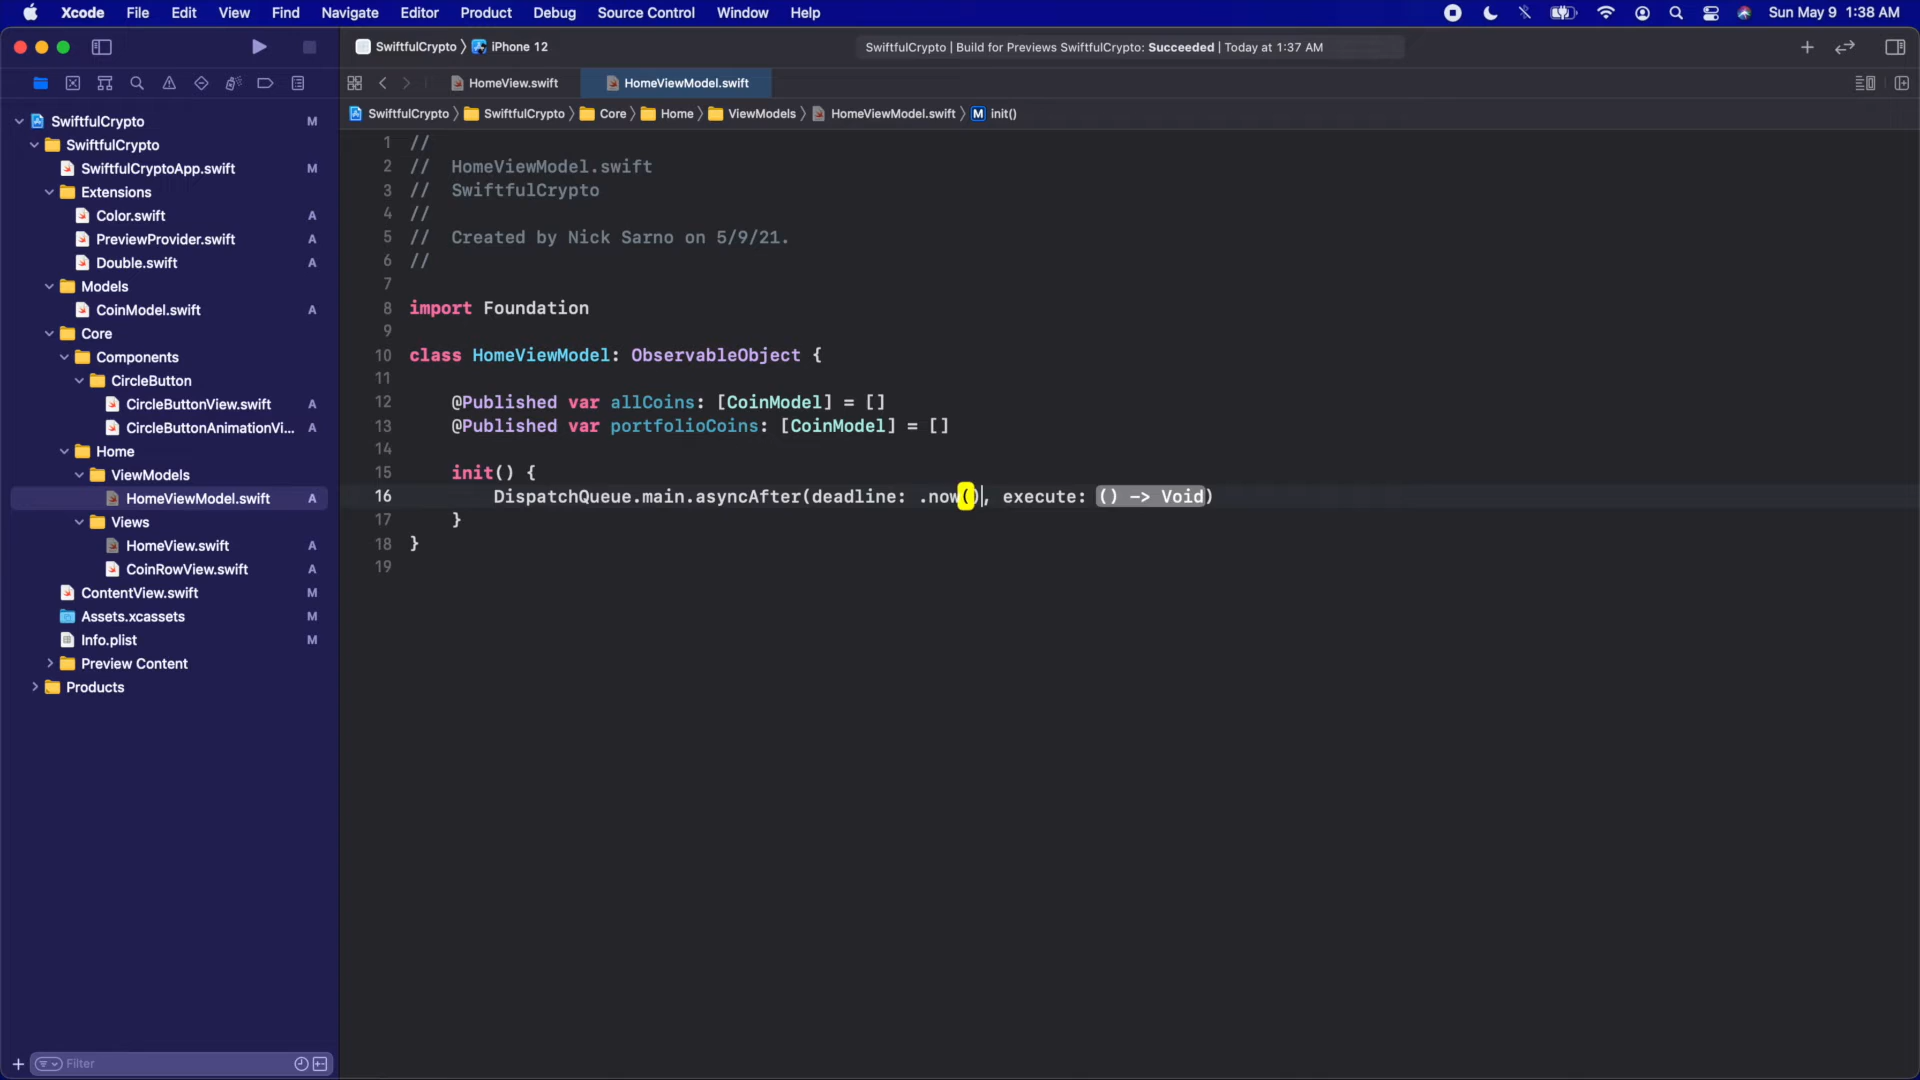 Xcode File Edit View Find Navigate Editor Product Debug Source Control Window Help Sun May 9 1:38 AM
SwiftfulCrypto iPhone 12 SwiftfulCrypto | Build for Previews SwiftfulCrypto: Succeeded | Today at 1:37 AM
HomeView.swift HomeViewModel.swift
SwiftfulCrypto SwiftfulCrypto Core Home ViewModels HomeViewModel.swift M init()
SwiftfulCrypto M
SwiftfulCrypto
SwiftfulCryptoApp.swift M
Extensions
Color.swift A
PreviewProvider.swift A
Double.swift A
Models
CoinModel.swift A
Core
Components
CircleButton
CircleButtonView.swift A
CircleButtonAnimationVi... A
Home
ViewModels
HomeViewModel.swift A
Views
HomeView.swift A
CoinRowView.swift A
ContentView.swift M
Assets.xcassets M
Info.plist M
Preview Content
Products
Filter
1 //
2 // HomeViewModel.swift
3 // SwiftfulCrypto
4 //
5 // Created by Nick Sarno on 5/9/21.
6 //
7
8 import Foundation
9
10 class HomeViewModel: ObservableObject {
11
12 @Published var allCoins: [CoinModel] = []
13 @Published var portfolioCoins: [CoinModel] = []
14
15 init() {
16 DispatchQueue.main.asyncAfter(deadline: .now(), execute: () -> Void)
17 }
18 }
19